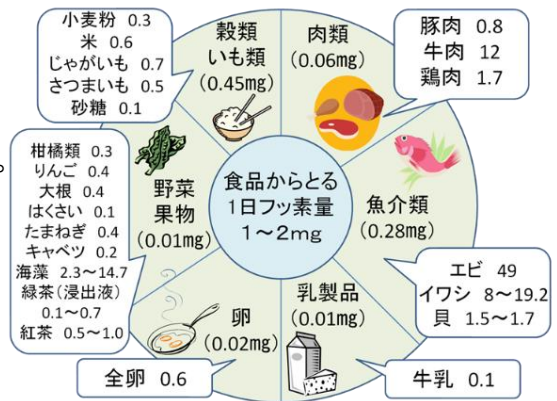 小麦粉 0.3
米 0.6
じゃがいも 0.7
さつまいも 0.5
砂糖 0.1
穀類
いも類
(0.45mg)
肉類
(0.06mg)
豚肉 0.8
牛肉 12
鶏肉 1.7
柑橘類 0.3
りんご 0.4
大根 0.4
はくさい 0.1
たまねぎ 0.4
キャベツ 0.2
海藻 2.3~14.7
緑茶(浸出液)
0.1~0.7
紅茶 0.5~1.0
。
野菜
果物
(0.01mg)
食品からとる
1日フッ素量
1~2mg
魚介類
(0.28mg)
エビ 49
イワシ 8~19.2
貝 1.5~1.7
卵
(0.02mg)
乳製品
(0.01mg)
全卵 0.6
牛乳 0.1